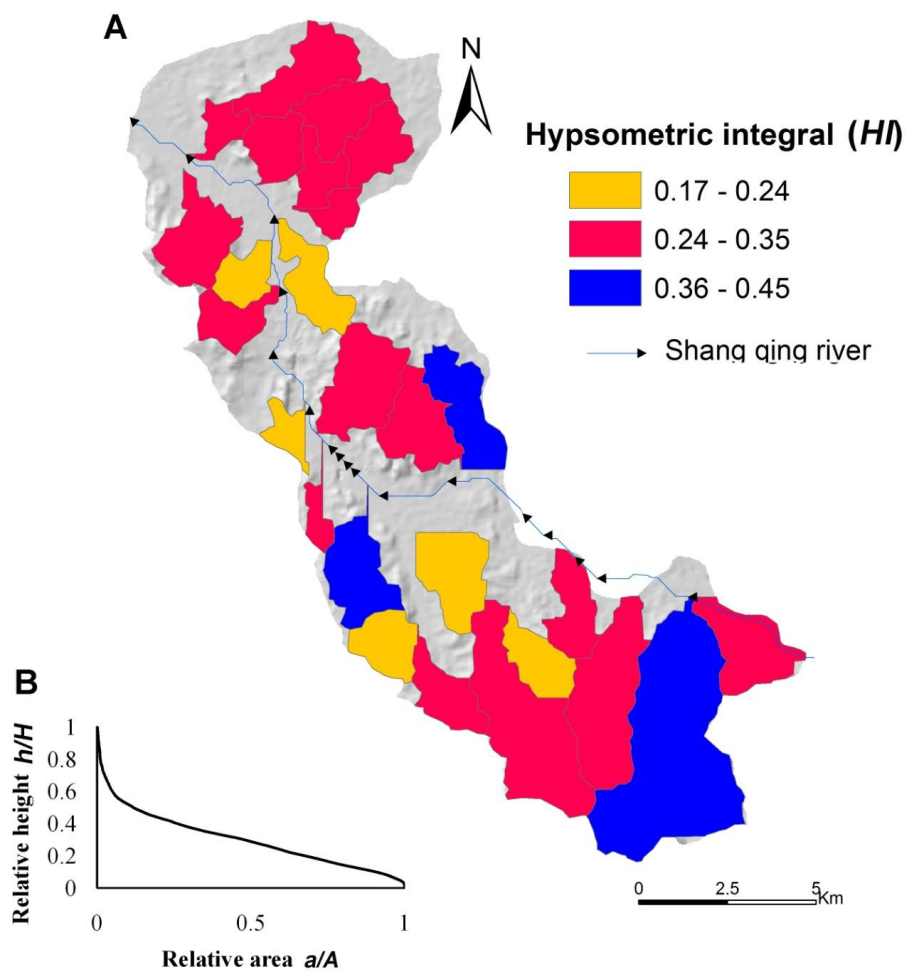 A
N
Hypsometric integral (HI)
0.17 - 0.24
0.24 - 0.35
0.36 - 0.45
Shang qing river
B
Relative height h/H
1
0.8
0.6
0.4
0.2
0
0 0.5 1
Relative area a/A
0 2.5 5
Km